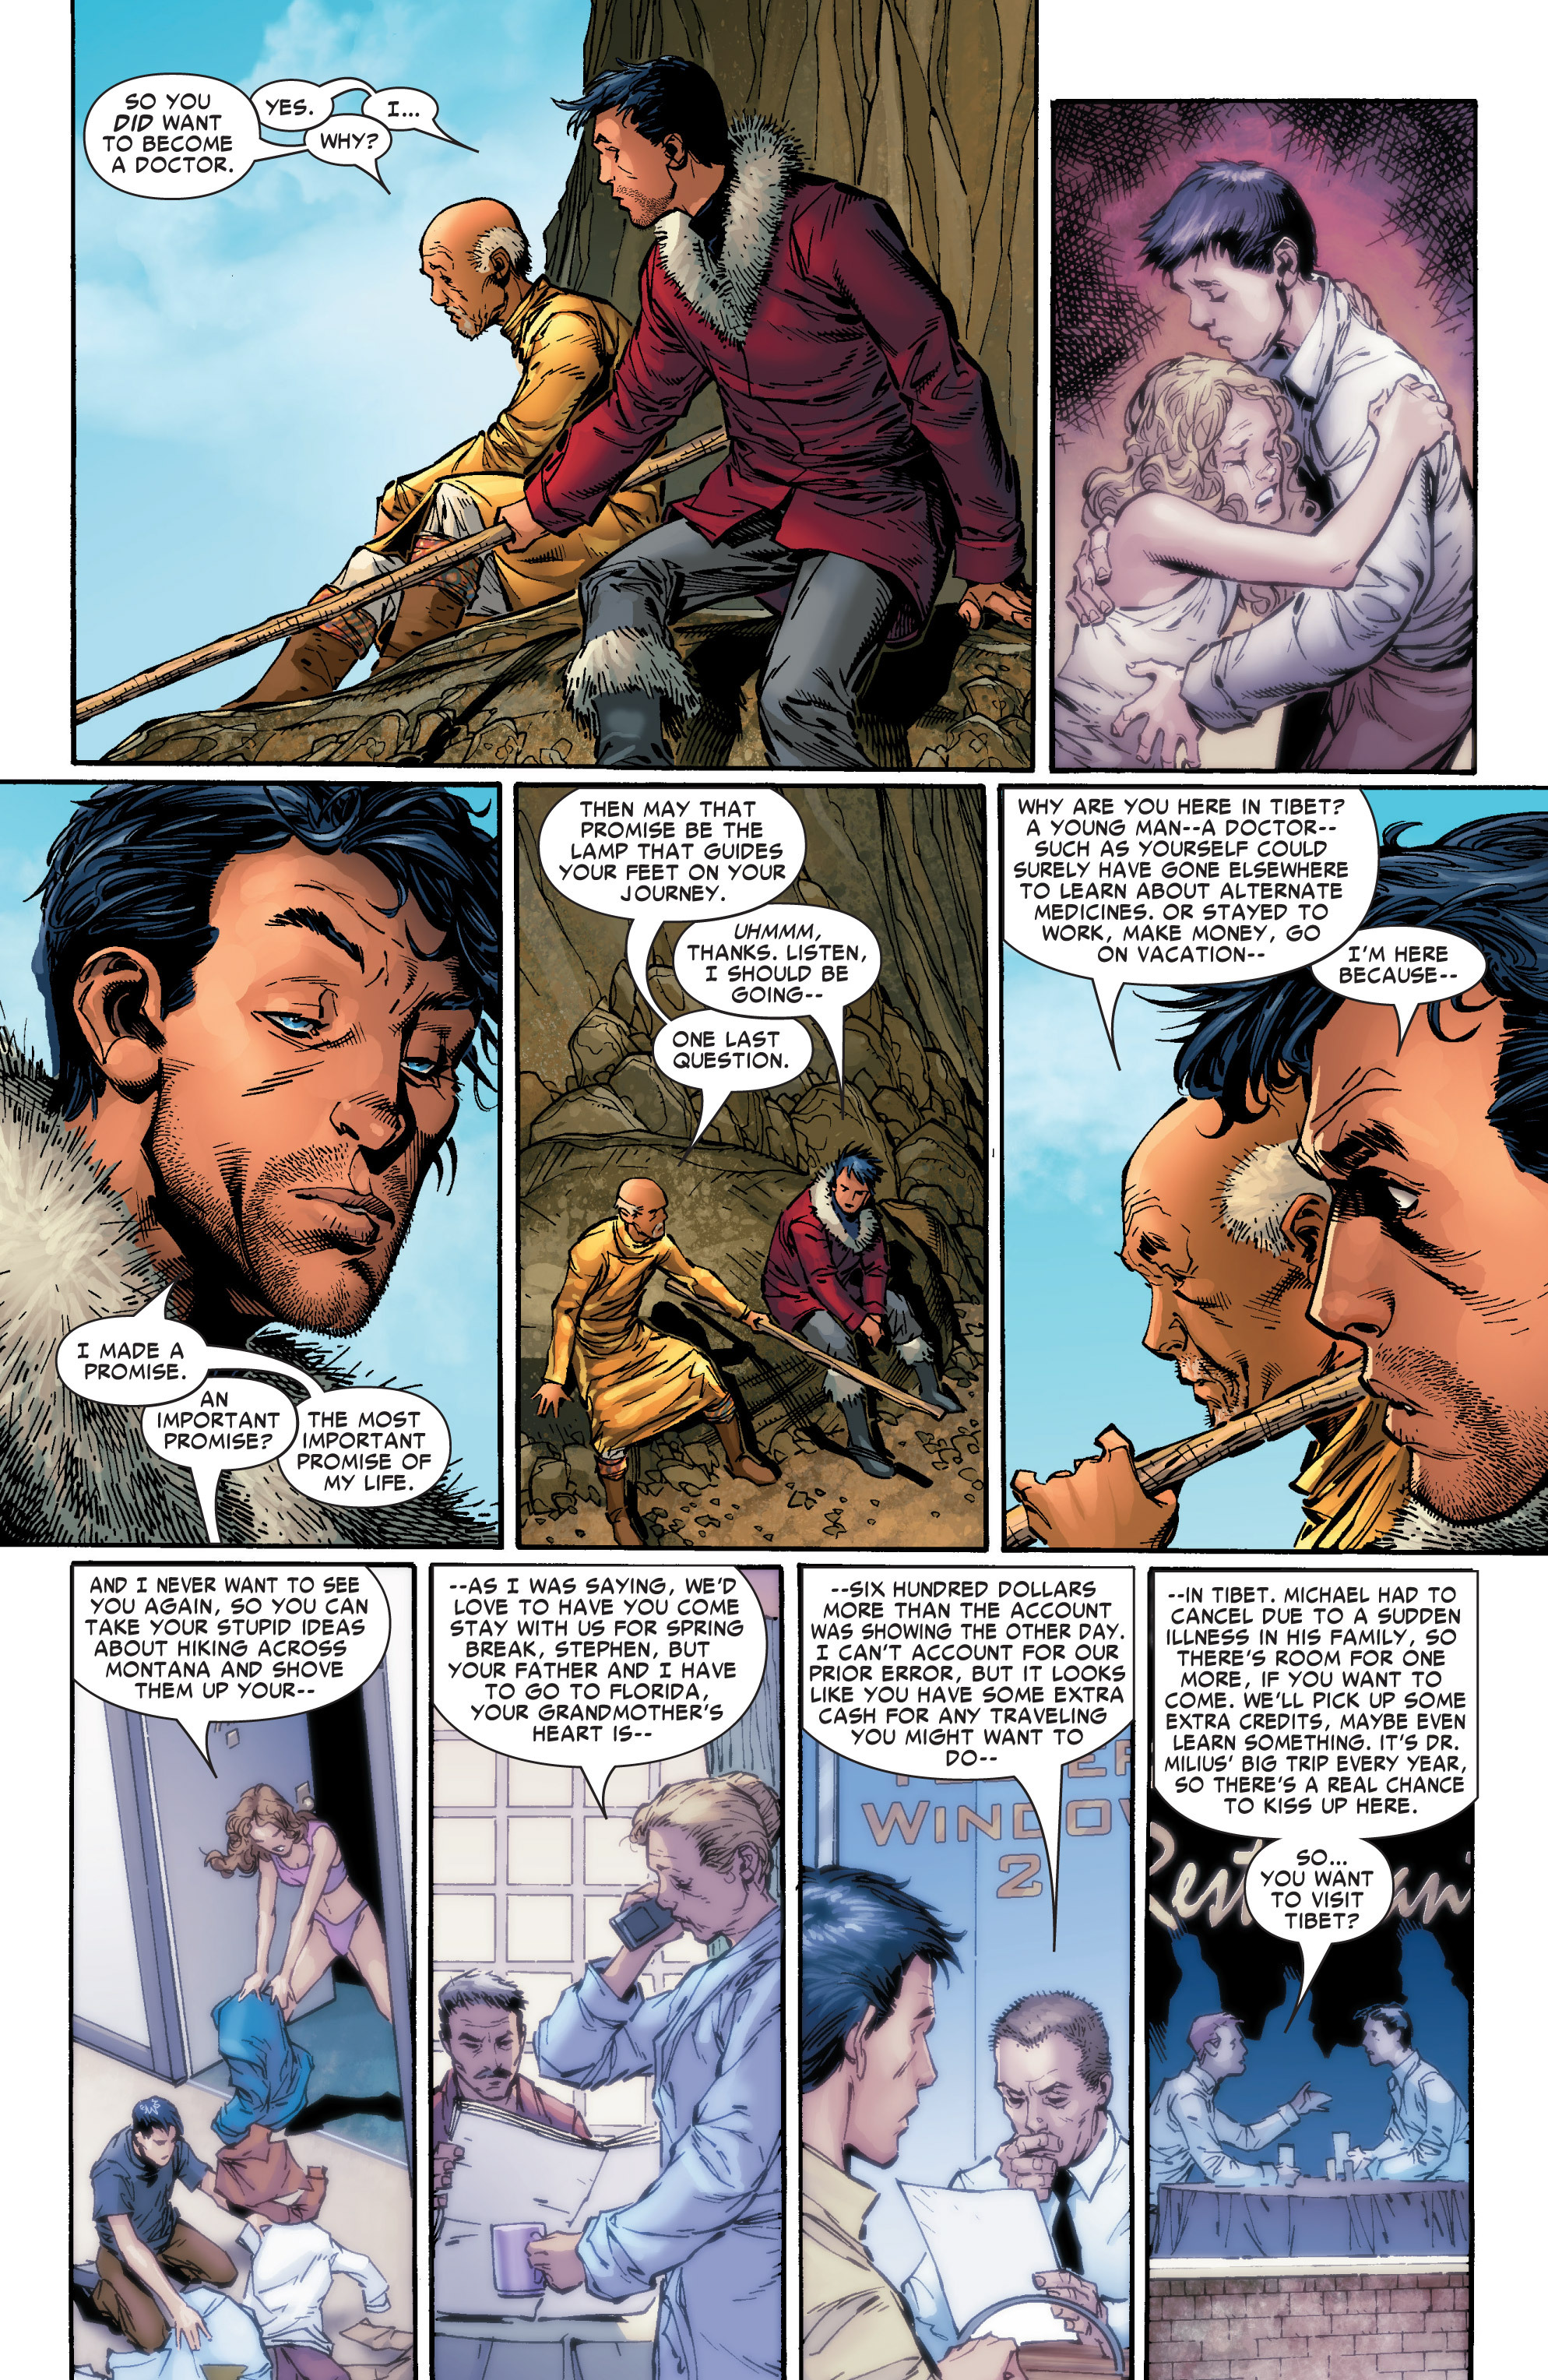 SO YOU
DID WANT
TO BECOME
A DOCTOR.
YES.
WHY?
I...
I MADE A
PROMISE.
AN
IMPORTANT
PROMISE?
THE MOST
IMPORTANT
PROMISE OF
MY LIFE.
THEN MAY THAT
PROMISE BE THE
LAMP THAT GUIDES
YOUR FEET ON YOUR
JOURNEY.
UHMMM,
THANKS. LISTEN,
I SHOULD BE
GOING--
ONE LAST
QUESTION.
WHY ARE YOU HERE IN TIBET?
A YOUNG MAN--A DOCTOR--
SUCH AS YOURSELF COULD
SURELY HAVE GONE ELSEWHERE
TO LEARN ABOUT ALTERNATE
MEDICINES. OR STAYED TO
WORK, MAKE MONEY, GO
ON VACATION--
I'M HERE
BECAUSE--
AND I NEVER WANT TO SEE
YOU AGAIN, SO YOU CAN
TAKE YOUR STUPID IDEAS
ABOUT HIKING ACROSS
MONTANA AND SHOVE
THEM UP YOUR--
--AS I WAS SAYING, WE'D
LOVE TO HAVE YOU COME
STAY WITH US FOR SPRING
BREAK, STEPHEN, BUT
YOUR FATHER AND I HAVE
TO GO TO FLORIDA,
YOUR GRANDMOTHER'S
HEART IS--
--SIX HUNDRED DOLLARS
MORE THAN THE ACCOUNT
WAS SHOWING THE OTHER DAY.
I CAN'T ACCOUNT FOR OUR
PRIOR ERROR, BUT IT LOOKS
LIKE YOU HAVE SOME EXTRA
CASH FOR ANY TRAVELING
YOU MIGHT WANT TO
DO--
WINDOW
2
--IN TIBET. MICHAEL HAD TO
CANCEL DUE TO A SUDDEN
ILLNESS IN HIS FAMILY, SO
THERE'S ROOM FOR ONE
MORE, IF YOU WANT TO
COME. WE'LL PICK UP SOME
EXTRA CREDITS, MAYBE EVEN
LEARN SOMETHING. IT'S DR.
MILIUS' BIG TRIP EVERY YEAR,
SO THERE'S A REAL CHANCE
TO KISS UP HERE.
SO...
YOU WANT
TO VISIT
TIBET?